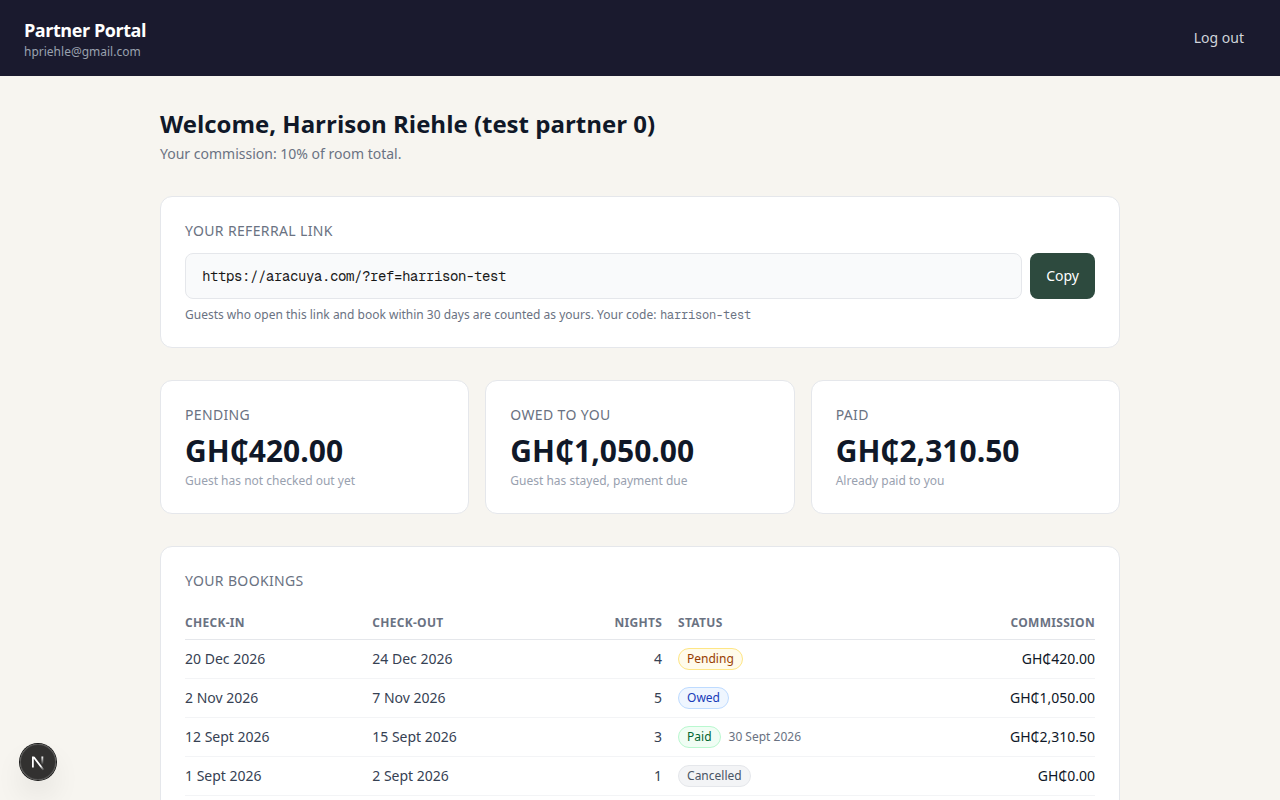 Partner Portal
hpriehle@gmail.com
Log out
Welcome, Harrison Riehle (test partner 0)
Your commission: 10% of room total.
YOUR REFERRAL LINK
https://aracuya.com/?ref=harrison-test
Copy
Guests who open this link and book within 30 days are counted as yours. Your code: harrison-test
PENDING
GH₵420.00
Guest has not checked out yet
OWED TO YOU
GH₵1,050.00
Guest has stayed, payment due
PAID
GH₵2,310.50
Already paid to you
YOUR BOOKINGS
CHECK-IN CHECK-OUT NIGHTS STATUS COMMISSION
20 Dec 2026 24 Dec 2026 4 Pending GH₵420.00
2 Nov 2026 7 Nov 2026 5 Owed GH₵1,050.00
12 Sept 2026 15 Sept 2026 3 Paid 30 Sept 2026 GH₵2,310.50
1 Sept 2026 2 Sept 2026 1 Cancelled GH₵0.00
N